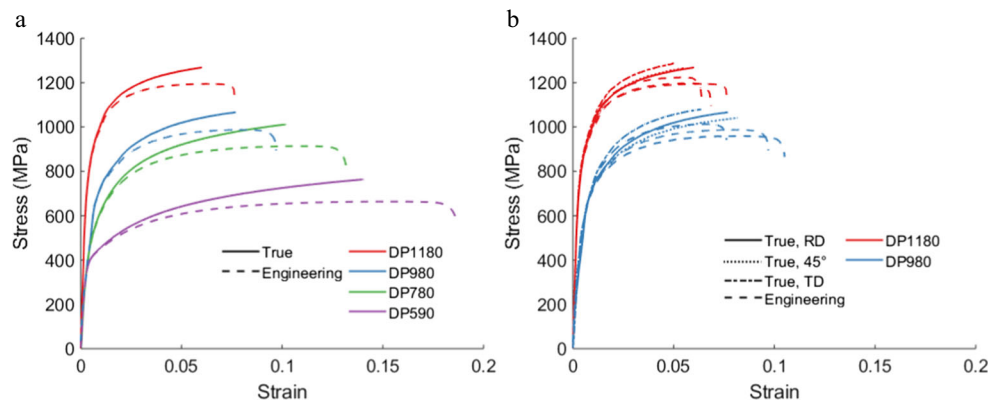 a
1400
1200
1000
800
600
400
200
0
Stress (MPa)
0 0.05 0.1 0.15 0.2
Strain
True
Engineering
DP1180
DP980
DP780
DP590
b
1400
1200
1000
800
600
400
200
0
Stress (MPa)
0 0.05 0.1 0.15 0.2
Strain
True, RD
True, 45°
True, TD
Engineering
DP1180
DP980